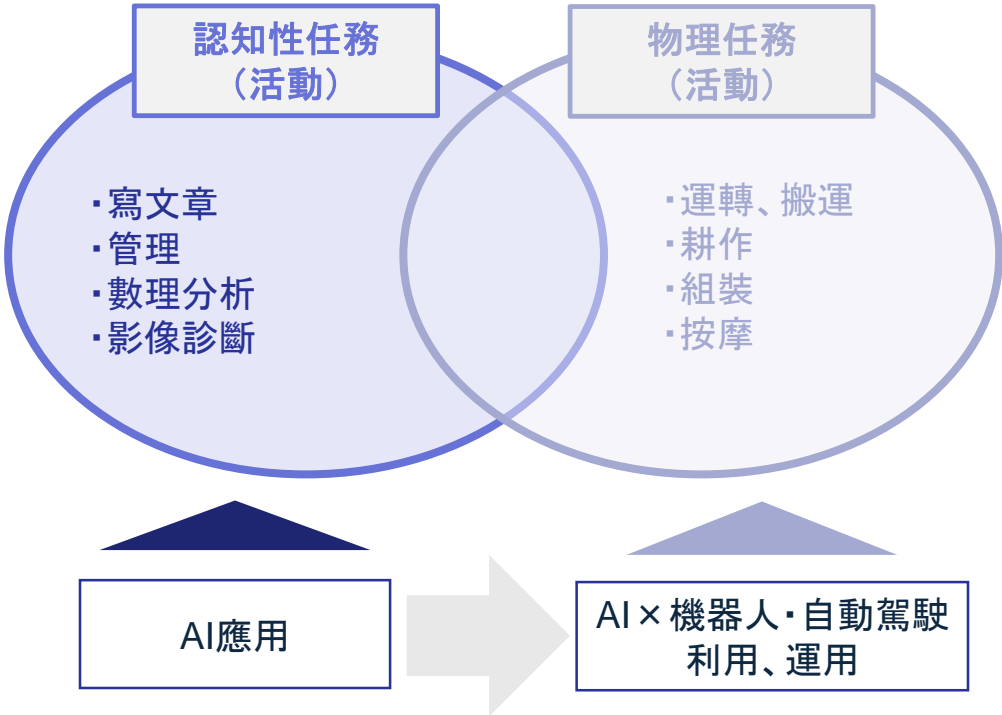 認知性任務
（活動）
物理任務
（活動）
・寫文章
・管理
・數理分析
・影像診斷
・運轉、搬運
・耕作
・組裝
・按摩
AI應用
AI×機器人・自動駕駛
利用、運用